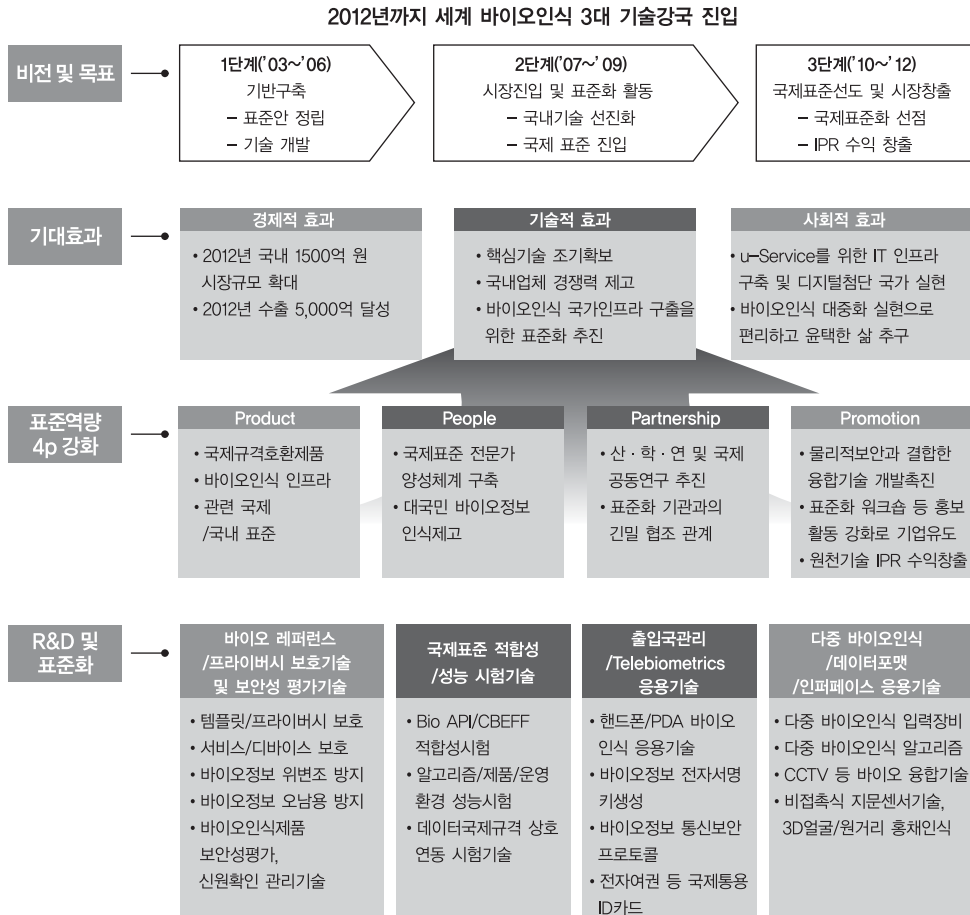 2012년까지 세계 바이오인식 3대 기술강국 진입
비전 및 목표
1단계('03~'06)
기반구축
– 표준안 정립
– 기술 개발
2단계('07~'09)
시장진입 및 표준화 활동
– 국내기술 선진화
– 국제 표준 진입
3단계('10~'12)
국제표준선도 및 시장창출
– 국제표준화 선점
– IPR 수익 창출
기대효과
경제적 효과
• 2012년 국내 1500억 원
시장규모 확대
• 2012년 수출 5,000억 달성
기술적 효과
• 핵심기술 조기확보
• 국내업체 경쟁력 제고
• 바이오인식 국가인프라 구출을
위한 표준화 추진
사회적 효과
• u-Service를 위한 IT 인프라
구축 및 디지털첨단 국가 실현
• 바이오인식 대중화 실현으로
편리하고 윤택한 삶 추구
표준역량
4p 강화
Product
• 국제규격호환제품
• 바이오인식 인프라
• 관련 국제
/국내 표준
People
• 국제표준 전문가
양성체계 구축
• 대국민 바이오정보
인식제고
Partnership
• 산·학·연 및 국제
공동연구 추진
• 표준화 기관과의
긴밀 협조 관계
Promotion
• 물리적보안과 결합한
융합기술 개발촉진
• 표준화 워크숍 등 홍보
활동 강화로 기업유도
• 원천기술 IPR 수익창출
R&D 및
표준화
바이오 레퍼런스
/프라이버시 보호기술
및 보안성 평가기술
• 템플릿/프라이버시 보호
• 서비스/디바이스 보호
• 바이오정보 위변조 방지
• 바이오정보 오남용 방지
• 바이오인식제품
보안성평가,
신원확인 관리기술
국제표준 적합성
/성능 시험기술
• Bio API/CBEFF
적합성시험
• 알고리즘/제품/운영
환경 성능시험
• 데이터국제규격 상호
연동 시험기술
출입국관리
/Telebiometrics
응용기술
• 핸드폰/PDA 바이오
인식 응용기술
• 바이오정보 전자서명
키생성
• 바이오정보 통신보안
프로토콜
• 전자여권 등 국제통용
ID카드
다중 바이오인식
/데이터포맷
/인퍼페이스 응용기술
• 다중 바이오인식 입력장비
• 다중 바이오인식 알고리즘
• CCTV 등 바이오 융합기술
• 비접촉식 지문센서기술,
3D얼굴/원거리 홍채인식